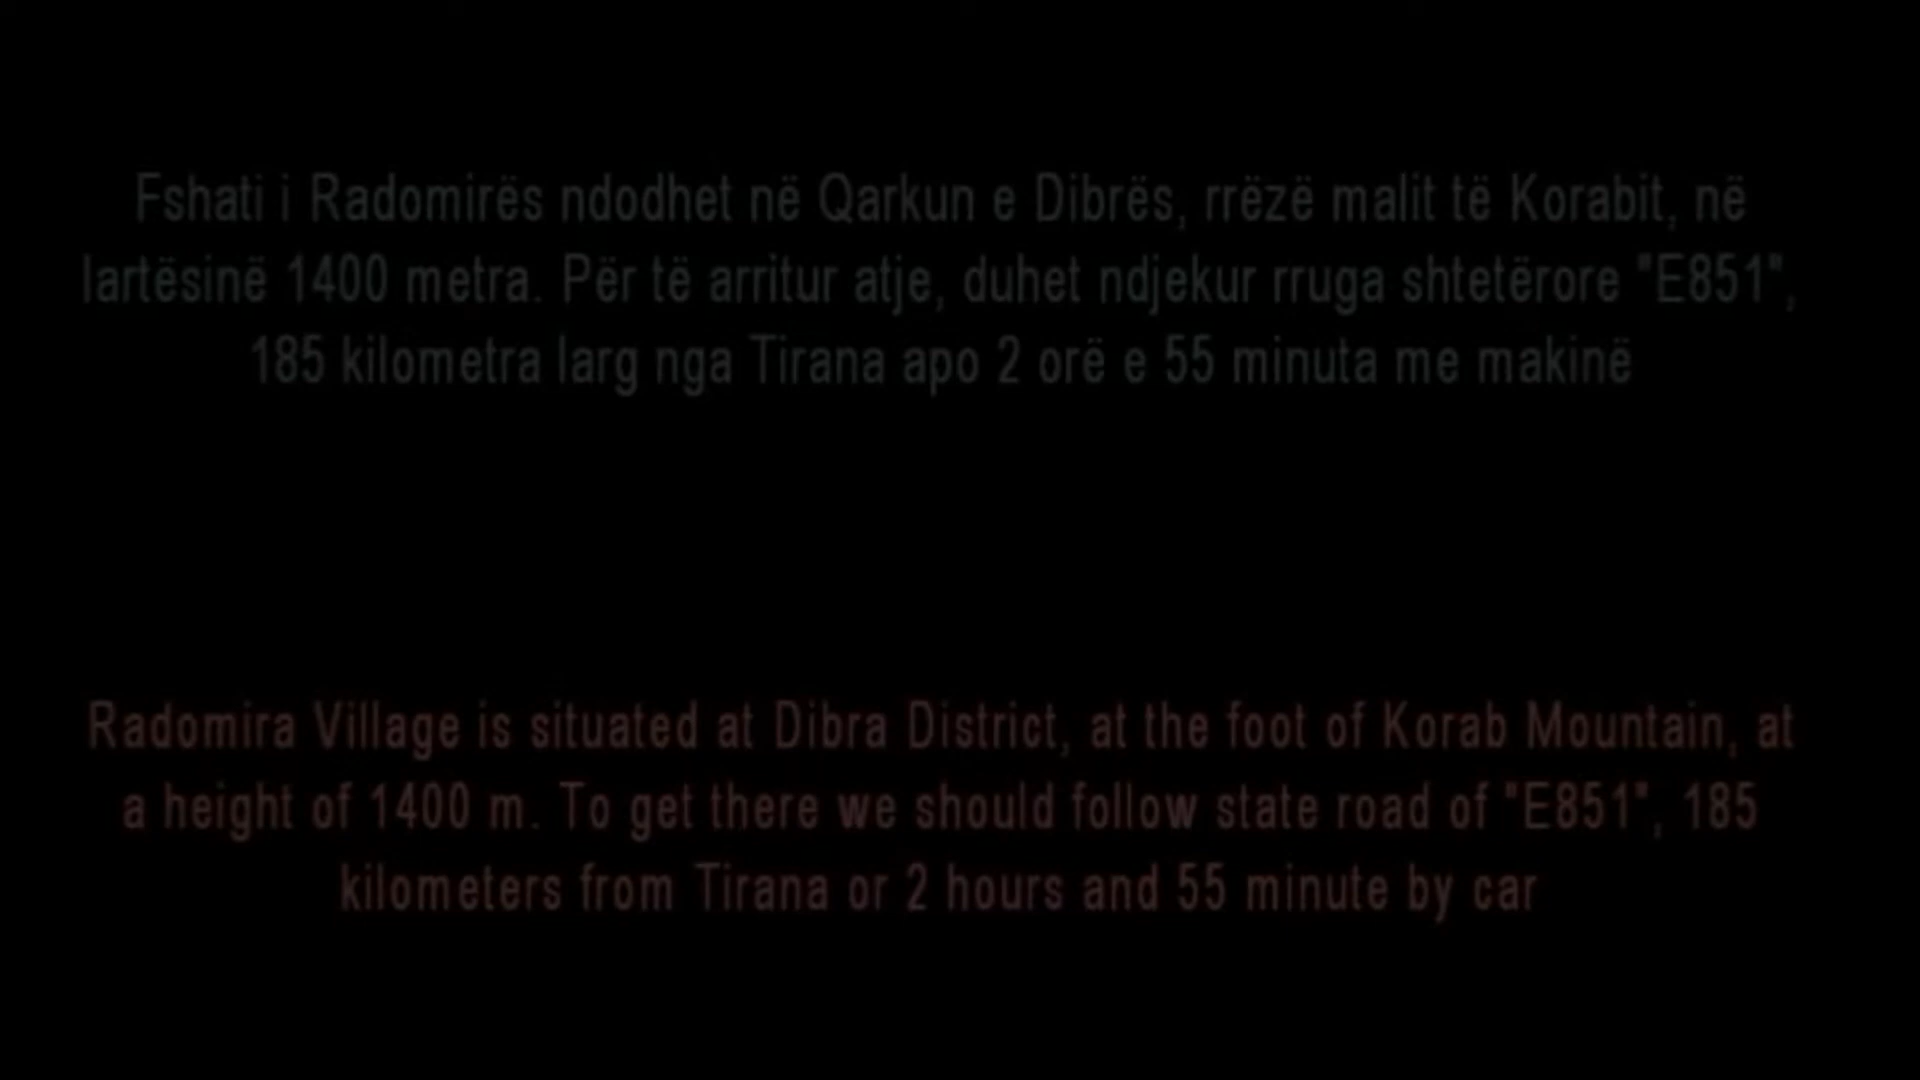 Fshati i Radomirës ndodhet në Qarkun e Dibrës, rrëzë malit të Korabit, në
lartësinë 1400 metra. Për të arritur atje, duhet ndjekur rruga shtetërore "E851",
185 kilometra larg nga Tirana apo 2 orë e 55 minuta me makinë
Radomira Village is situated at Dibra District, at the foot of Korab Mountain, at
a height of 1400 m. To get there we should follow state road of "E851", 185
kilometers from Tirana or 2 hours and 55 minute by car